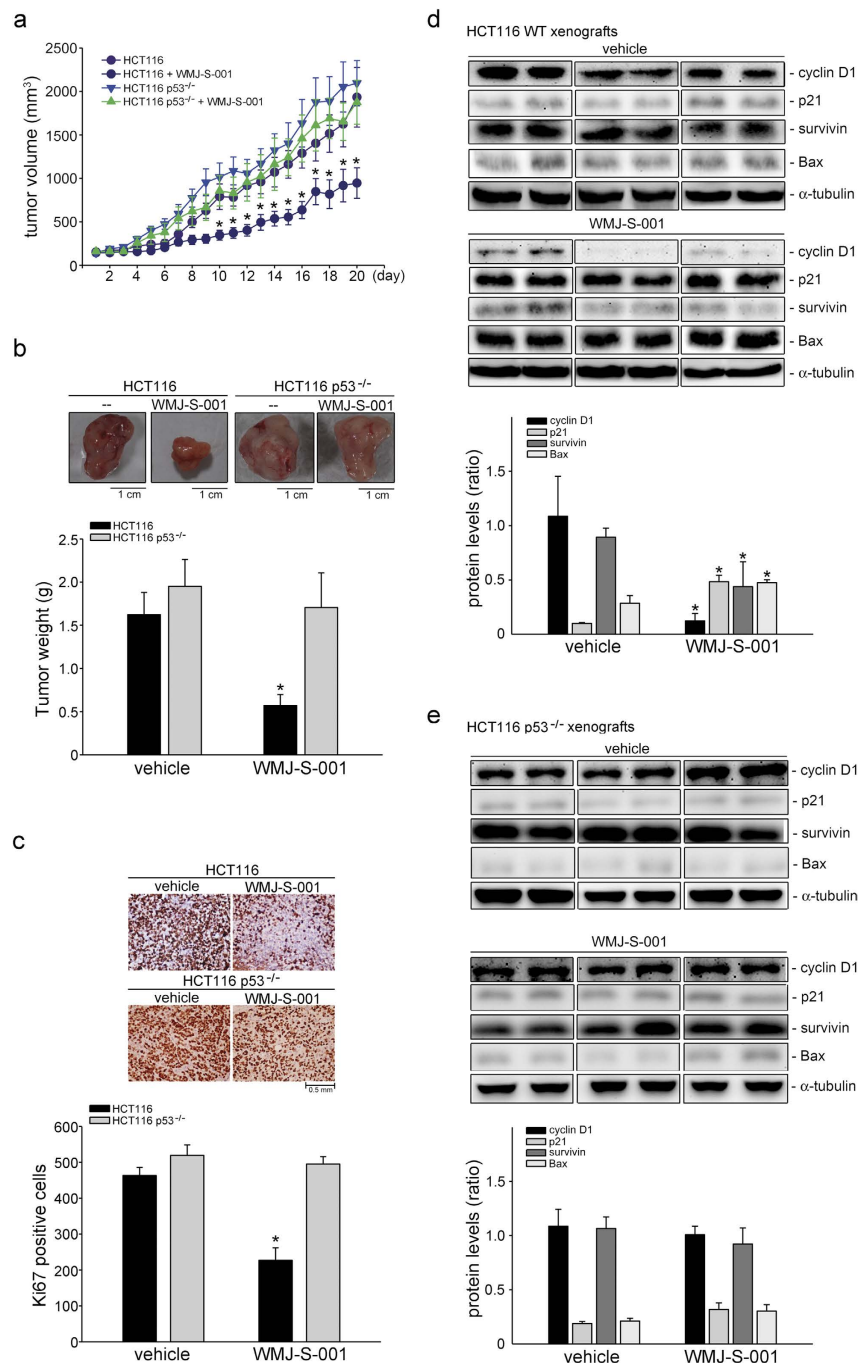 a
HCT116
HCT116 + WMJ-S-001
HCT116 p53-/-
HCT116 p53-/- + WMJ-S-001
tumor volume (mm3)
2500
2000
1500
1000
500
0
* * * * * * * * * * *
2 4 6 8 10 12 14 16 18 20 (day)
b
HCT116 HCT116 p53-/-
-- WMJ-S-001 -- WMJ-S-001
1 cm 1 cm 1 cm 1 cm
HCT116
HCT116 p53-/-
Tumor weight (g)
2.5
2.0
1.5
1.0
0.5
0
*
vehicle WMJ-S-001
c
HCT116
vehicle WMJ-S-001
HCT116 p53-/-
vehicle WMJ-S-001
0.5 mm
HCT116
HCT116 p53-/-
Ki67 positive cells
600
500
400
300
200
100
0
*
vehicle WMJ-S-001
d
HCT116 WT xenografts
vehicle
- cyclin D1
- p21
- survivin
- Bax
- α-tubulin
WMJ-S-001
- cyclin D1
- p21
- survivin
- Bax
- α-tubulin
cyclin D1
p21
survivin
Bax
protein levels (ratio)
1.5
1.0
0.5
0
* * * *
vehicle WMJ-S-001
e
HCT116 p53-/- xenografts
vehicle
- cyclin D1
- p21
- survivin
- Bax
- α-tubulin
WMJ-S-001
- cyclin D1
- p21
- survivin
- Bax
- α-tubulin
cyclin D1
p21
survivin
Bax
protein levels (ratio)
1.5
1.0
0.5
0
vehicle WMJ-S-001